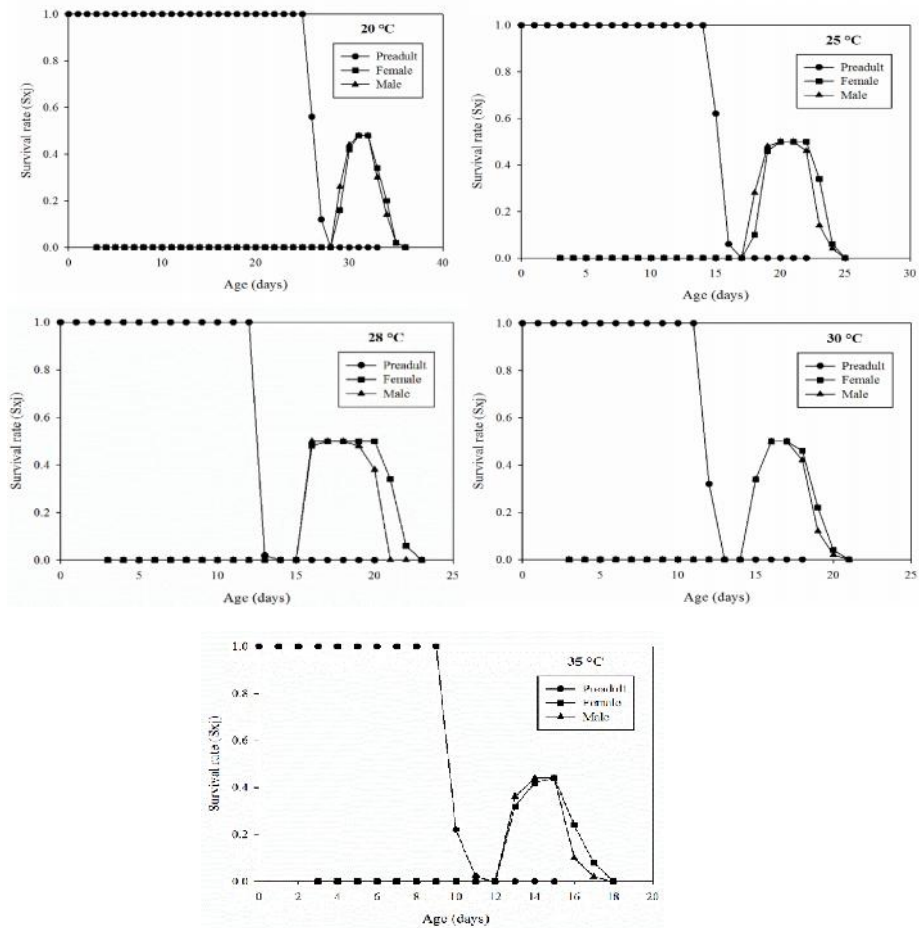 20 °C
Preadult
Female
Male
Survival rate (Sxj)
1.0
0.8
0.6
0.4
0.2
0.0
0 10 20 30 40
Age (days)
25 °C
Preadult
Female
Male
Survival rate (Sxj)
1.0
0.8
0.6
0.4
0.2
0.0
0 5 10 15 20 25 30
Age (days)
28 °C
Preadult
Female
Male
Survival rate (Sxj)
1.0
0.8
0.6
0.4
0.2
0.0
0 5 10 15 20 25
Age (days)
30 °C
Preadult
Female
Male
Survival rate (Sxj)
1.0
0.8
0.6
0.4
0.2
0.0
0 5 10 15 20 25
Age (days)
35 °C
Preadult
Female
Male
Survival rate (Sxj)
1.0
0.8
0.6
0.4
0.2
0.0
0 2 4 6 8 10 12 14 16 18 20
Age (days)